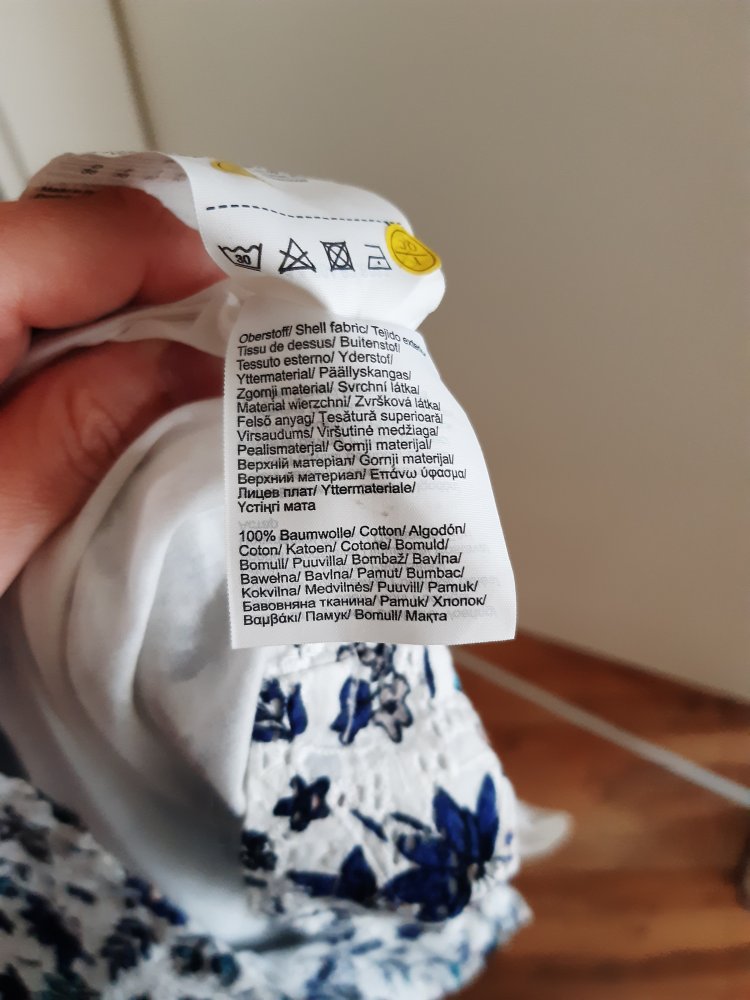 30
Oberstoff/ Shell fabric/ Tejido
Tissu de dessus/ Buitenstof/
Tessuto esterno/ Yderstof/
Yttermaterial/ Päällyskangas/
Zgornji material/ Svrchní látka/
Materiał wierzchni/ Zvršková látka/
Felső anyag/ Țesătură superioară/
Virsaudums/ Viršutinė medžiaga/
Pealismaterjal/ Gornji materijal/
Верхній матеріал/ Gornji materijal/
Верхний материал/ Επάνω ύφασμα/
Лицев плат/ Yttermateriale/
Үстіңгі мата
100% Baumwolle/ Cotton/ Algodón/
Coton/ Katoen/ Cotone/ Bomuld/
Bomull/ Puuvilla/ Bombaž/ Bavlna/
Bawełna/ Bavlna/ Pamut/ Bumbac/
Kokvilna/ Medvilnės/ Puuvill/ Pamuk/
Бавовняна тканина/ Pamuk/ Хлопок/
Βαμβάκι/ Памук/ Bomull/ Мақта